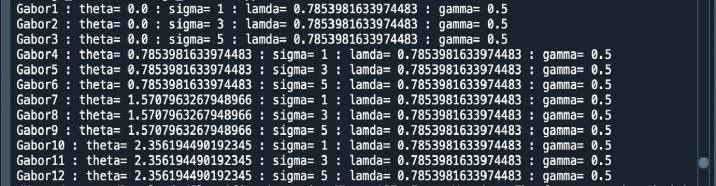 Gabor1 : theta= 0.0 : sigma= 1 : lamda= 0.7853981633974483 : gamma= 0.5
Gabor2 : theta= 0.0 : sigma= 3 : lamda= 0.7853981633974483 : gamma= 0.5
Gabor3 : theta= 0.0 : sigma= 5 : lamda= 0.7853981633974483 : gamma= 0.5
Gabor4 : theta= 0.7853981633974483 : sigma= 1 : lamda= 0.7853981633974483 : gamma= 0.5
Gabor5 : theta= 0.7853981633974483 : sigma= 3 : lamda= 0.7853981633974483 : gamma= 0.5
Gabor6 : theta= 0.7853981633974483 : sigma= 5 : lamda= 0.7853981633974483 : gamma= 0.5
Gabor7 : theta= 1.5707963267948966 : sigma= 1 : lamda= 0.7853981633974483 : gamma= 0.5
Gabor8 : theta= 1.5707963267948966 : sigma= 3 : lamda= 0.7853981633974483 : gamma= 0.5
Gabor9 : theta= 1.5707963267948966 : sigma= 5 : lamda= 0.7853981633974483 : gamma= 0.5
Gabor10 : theta= 2.356194490192345 : sigma= 1 : lamda= 0.7853981633974483 : gamma= 0.5
Gabor11 : theta= 2.356194490192345 : sigma= 3 : lamda= 0.7853981633974483 : gamma= 0.5
Gabor12 : theta= 2.356194490192345 : sigma= 5 : lamda= 0.7853981633974483 : gamma= 0.5